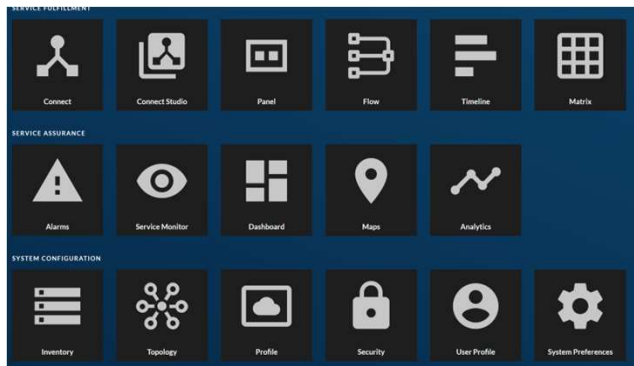 SERVICE FULFILLMENT
Connect
Connect Studio
Panel
Flow
Timeline
Matrix
SERVICE ASSURANCE
Alarms
Service Monitor
Dashboard
Maps
Analytics
SYSTEM CONFIGURATION
Inventory
Topology
Profile
Security
User Profile
System Preferences